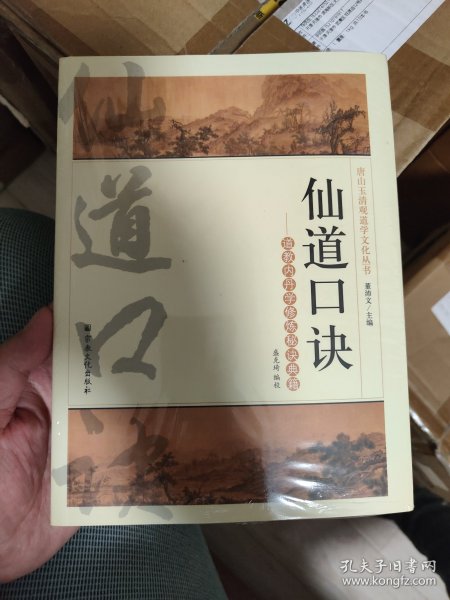 仙道口诀
唐山玉清观道学文化丛书
董沛文/主编
仙道口诀
——道教内丹学修炼秘诀典籍
盛克琦 编校
宗教文化出版社
孔夫子旧书网
www.kongfz.com